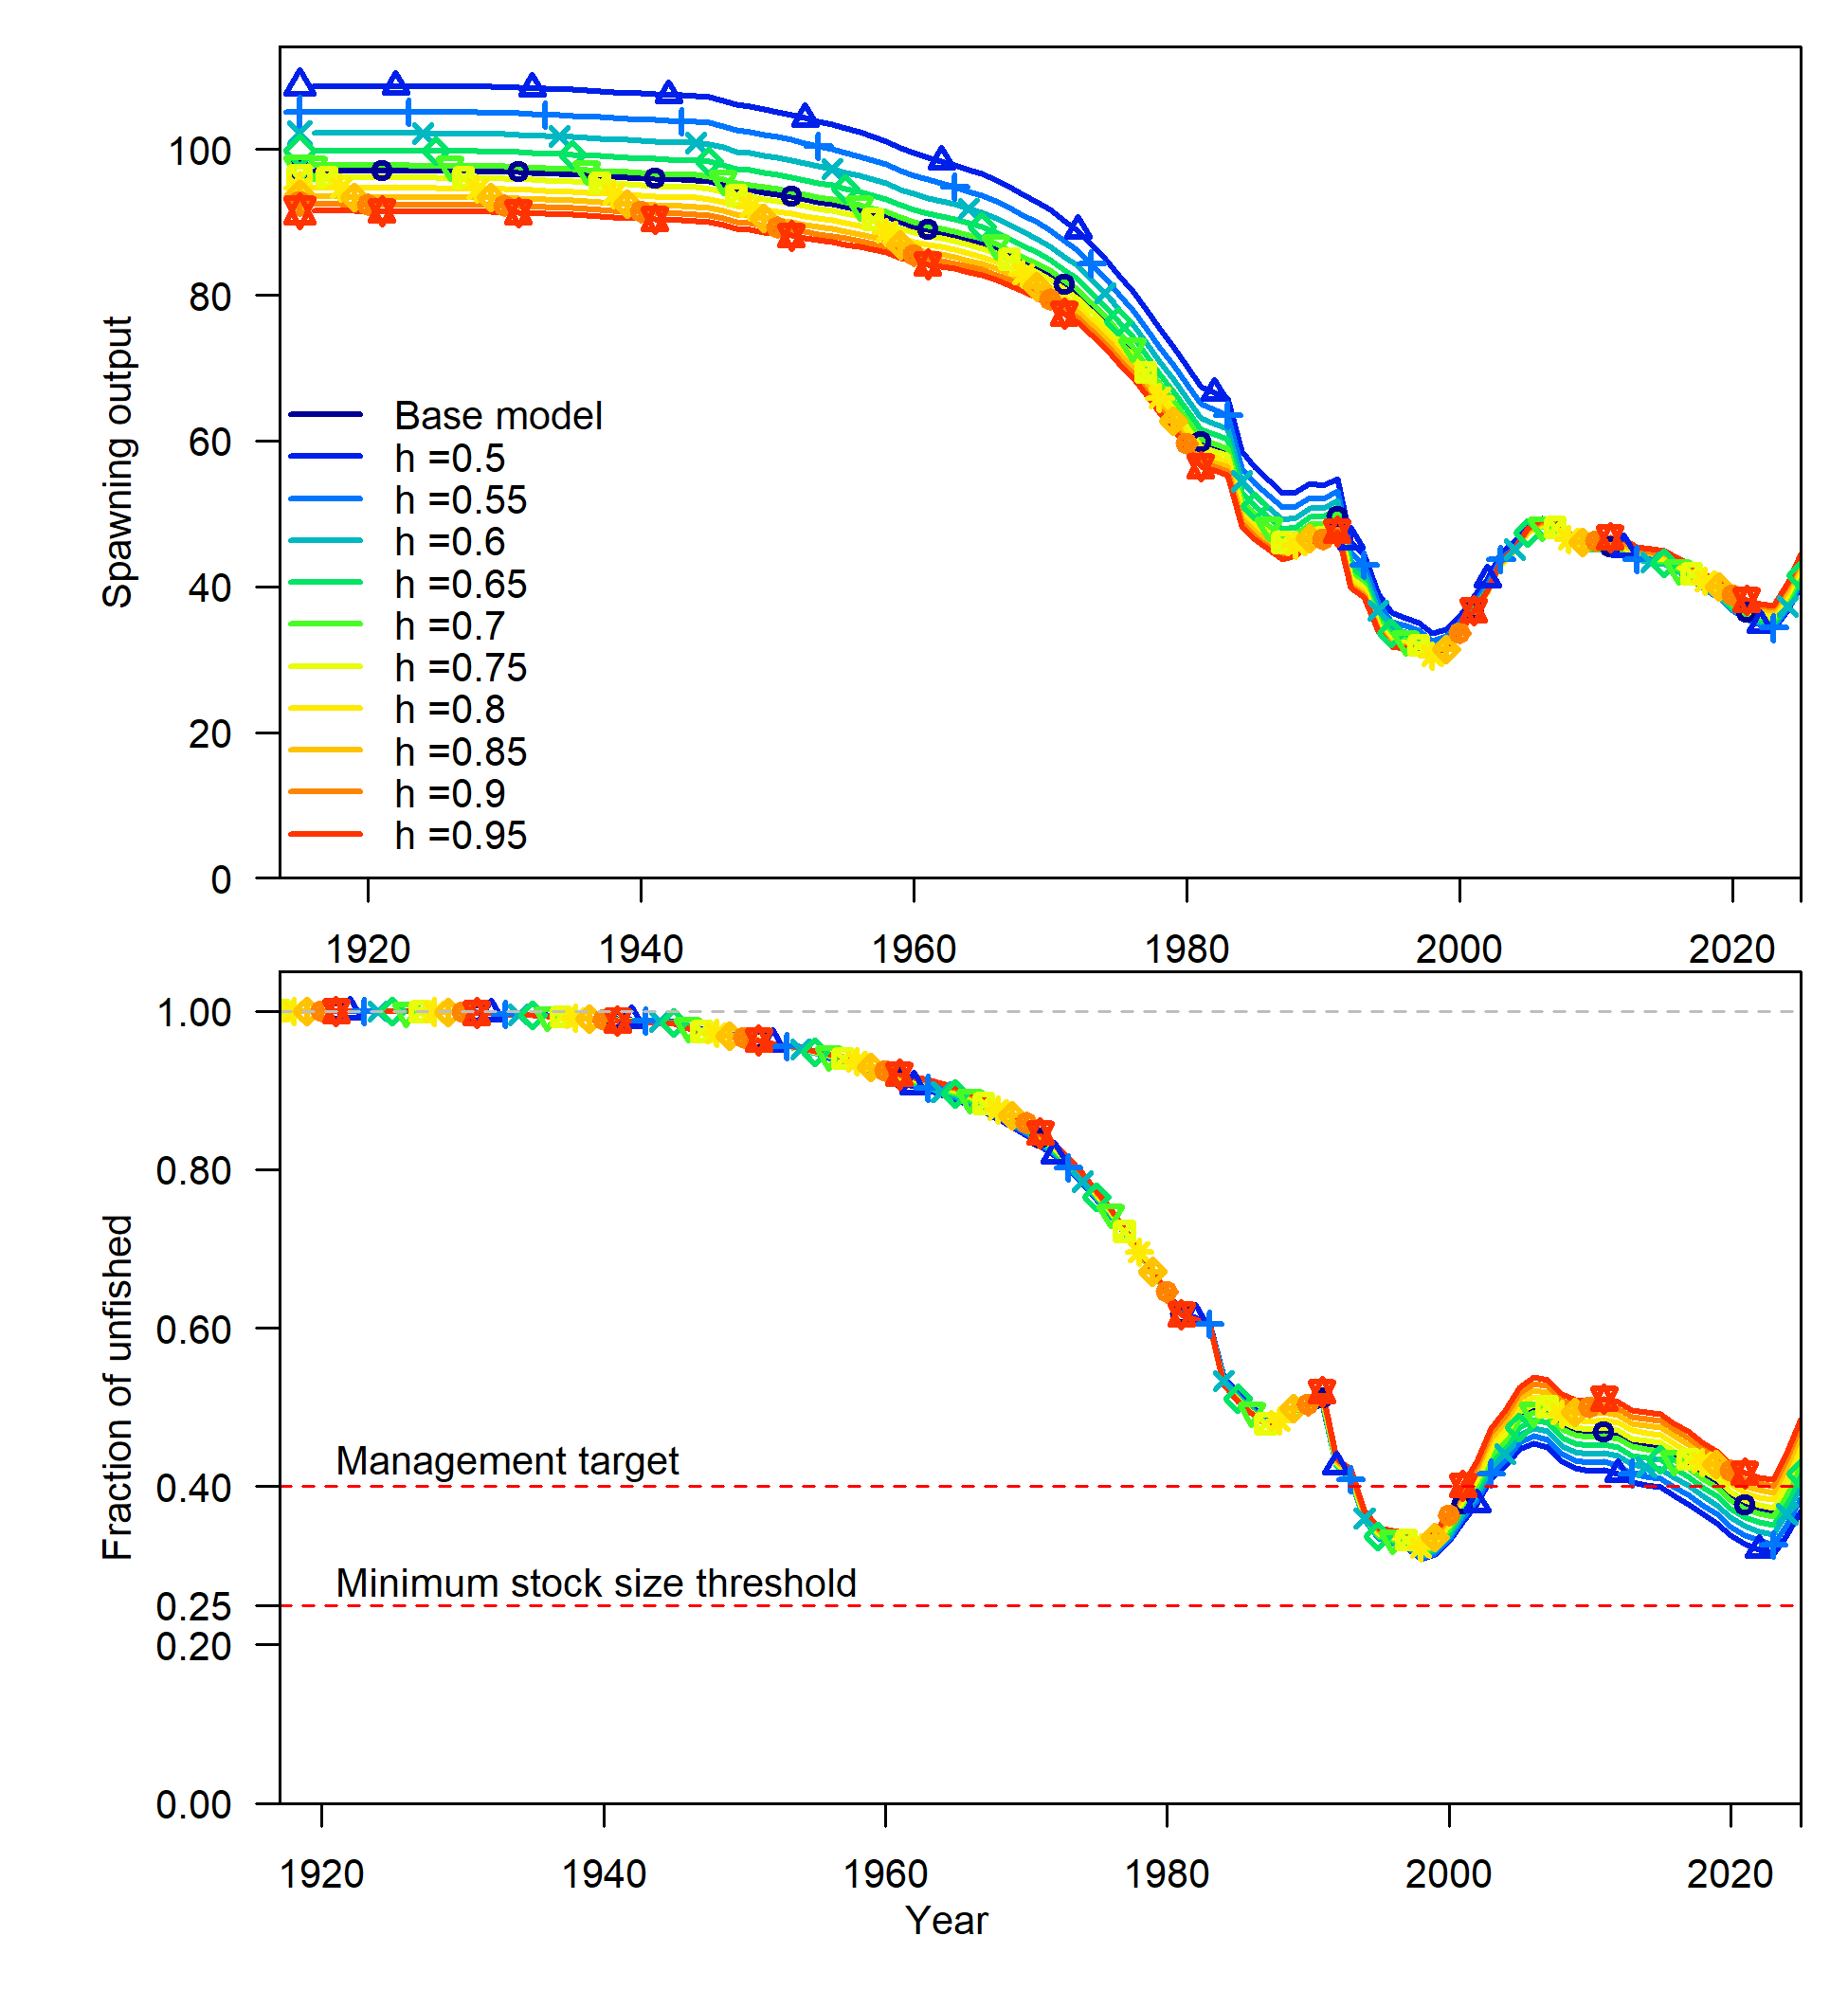 Spawning output
100
80
60
40
20
0
Base model
h =0.5
h =0.55
h =0.6
h =0.65
h =0.7
h =0.75
h =0.8
h =0.85
h =0.9
h =0.95
1920 1940 1960 1980 2000 2020
Fraction of unfished
1.00
0.80
0.60
0.40
0.25
0.20
0.00
Management target
Minimum stock size threshold
1920 1940 1960 1980 2000 2020
Year